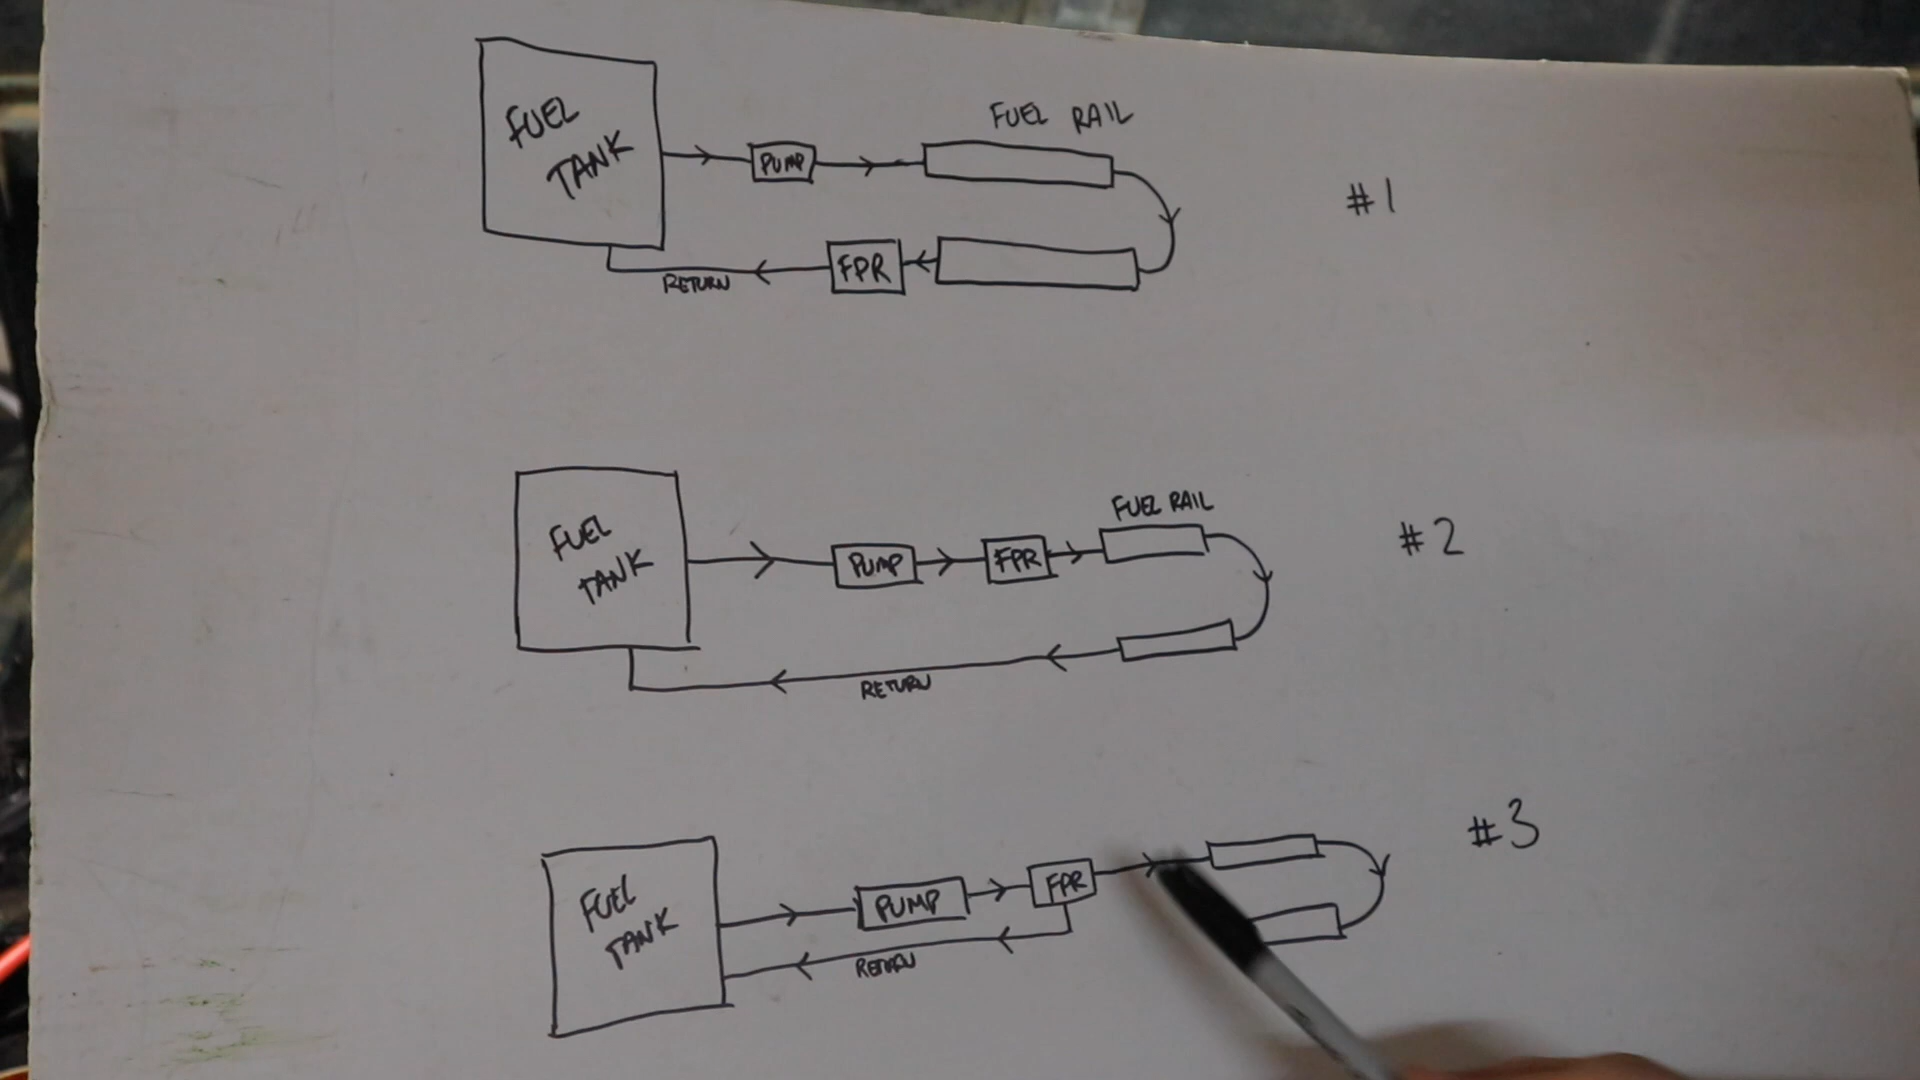 FUEL
TANK
PUMP
FUEL RAIL
FPR
RETURN
#1
FUEL
TANK
PUMP
FPR
FUEL RAIL
RETURN
#2
FUEL
TANK
PUMP
FPR
RETURN
#3